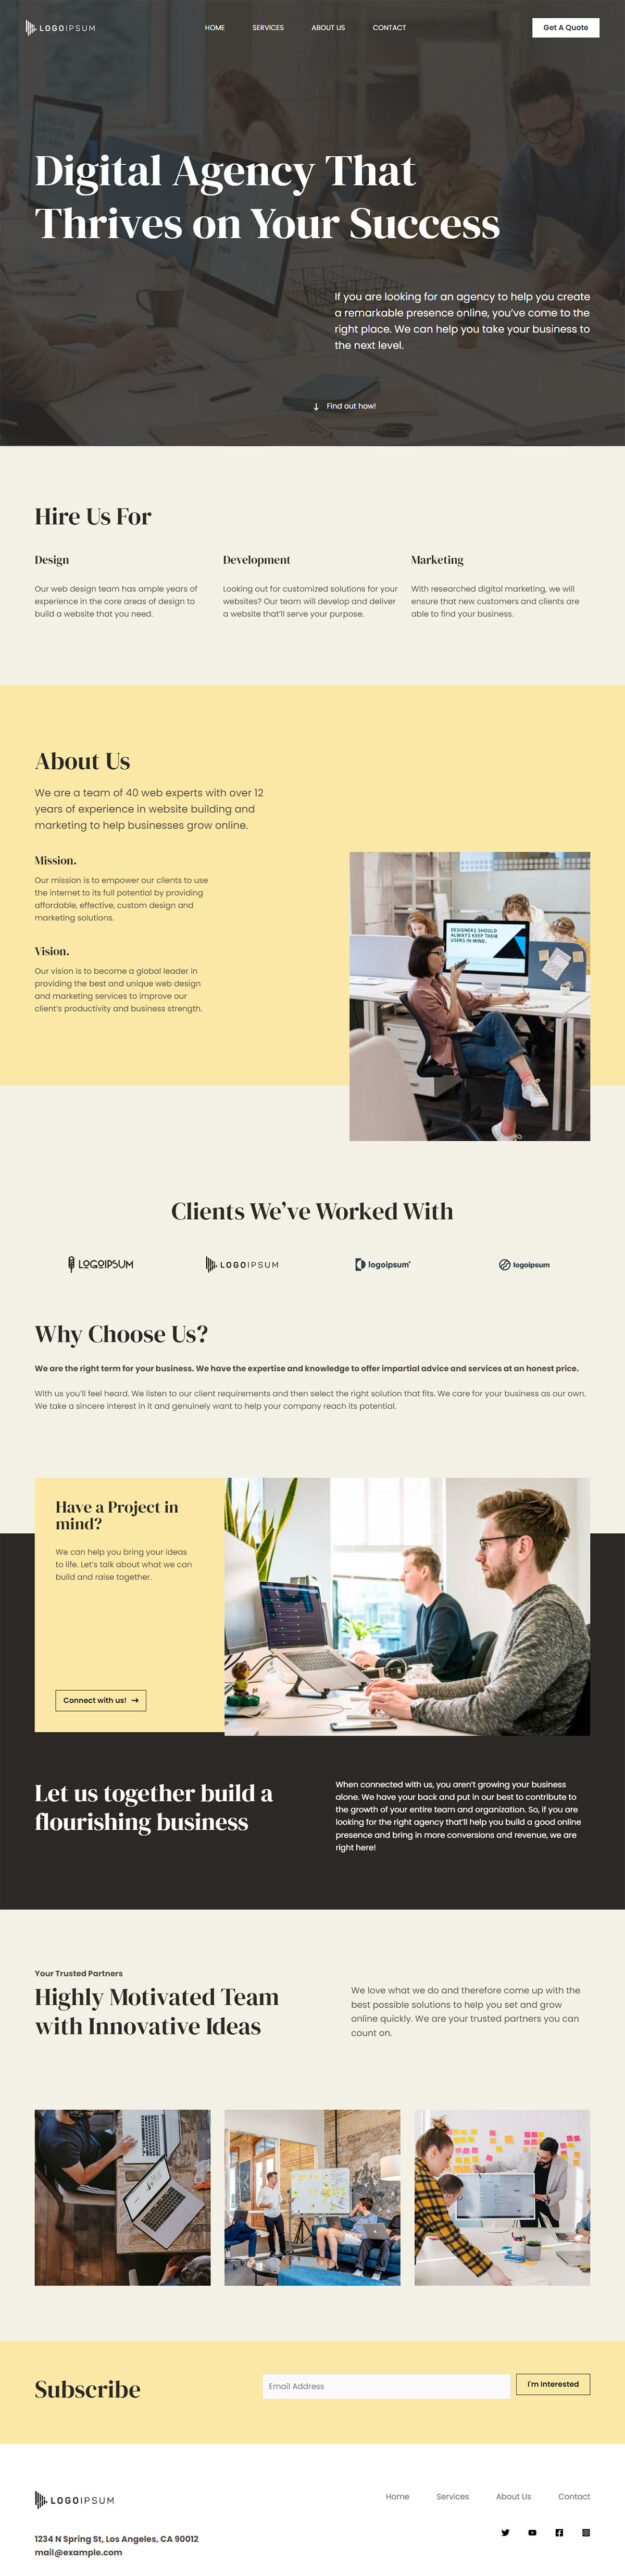 LOGOIPSUM
HOME SERVICES ABOUT US CONTACT
Get A Quote
Digital Agency That
Thrives on Your Success
If you are looking for an agency to help you create
a remarkable presence online, you've come to the
right place. We can help you take your business to
the next level.
↓ Find out how!
Hire Us For
Design
Our web design team has ample years of
experience in the core areas of design to
build a website that you need.
Development
Looking out for customized solutions for your
websites? Our team will develop and deliver
a website that'll serve your purpose.
Marketing
With researched digital marketing, we will
ensure that new customers and clients are
able to find your business.
About Us
We are a team of 40 web experts with over 12
years of experience in website building and
marketing to help businesses grow online.
Mission.
Our mission is to empower our clients to use
the internet to its full potential by providing
affordable, effective, custom design and
marketing solutions.
Vision.
Our vision is to become a global leader in
providing the best and unique web design
and marketing services to improve our
client's productivity and business strength.
DESIGNERS SHOULD
ALWAYS KEEP THEIR
USERS IN MIND.
Clients We've Worked With
LOGOIPSUM
LOGOIPSUM
logoipsum
logoipsum
Why Choose Us?
We are the right term for your business. We have the expertise and knowledge to offer impartial advice and services at an honest price.
With us you'll feel heard. We listen to our client requirements and then select the right solution that fits. We care for your business as our own.
We take a sincere interest in it and genuinely want to help your company reach its potential.
Have a Project in
mind?
We can help you bring your ideas
to life. Let's talk about what we can
build and raise together.
Connect with us! →
Let us together build a
flourishing business
When connected with us, you aren't growing your business
alone. We have your back and put in our best to contribute to
the growth of your entire team and organization. So, if you are
looking for the right agency that'll help you build a good online
presence and bring in more conversions and revenue, we are
right here!
Your Trusted Partners
Highly Motivated Team
with Innovative Ideas
We love what we do and therefore come up with the
best possible solutions to help you set and grow
online quickly. We are your trusted partners you can
count on.
Subscribe
Email Address
I'm Interested
LOGOIPSUM
Home Services About Us Contact
1234 N Spring St, Los Angeles, CA 90012
mail@example.com